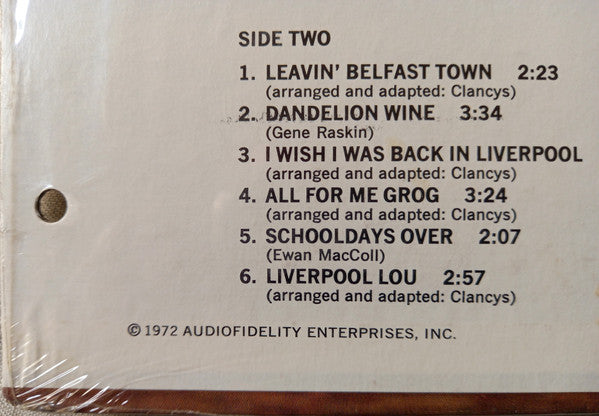 SIDE TWO
1. LEAVIN' BELFAST TOWN 2:23
(arranged and adapted: Clancys)
2. DANDELION WINE 3:34
(Gene Raskin)
3. I WISH I WAS BACK IN LIVERPOOL
(arranged and adapted: Clancys)
4. ALL FOR ME GROG 3:24
(arranged and adapted: Clancys)
5. SCHOOLDAYS OVER 2:07
(Ewan MacColl)
6. LIVERPOOL LOU 2:57
(arranged and adapted: Clancys)
© 1972 AUDIOFIDELITY ENTERPRISES, INC.